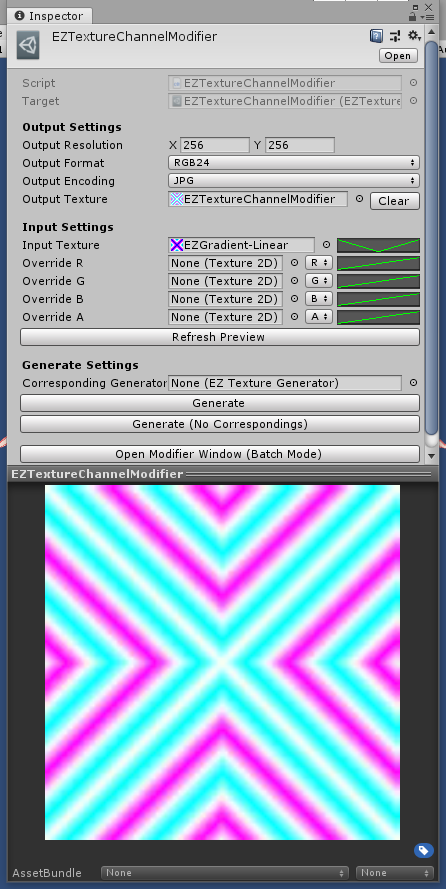 Inspector
EZTextureChannelModifier
Open
Script EZTextureChannelModifier
Target EZTextureChannelModifier (EZTexture
Output Settings
Output Resolution X 256 Y 256
Output Format RGB24
Output Encoding JPG
Output Texture EZTextureChannelModifier Clear
Input Settings
Input Texture EZGradient-Linear
Override R None (Texture 2D) R
Override G None (Texture 2D) G
Override B None (Texture 2D) B
Override A None (Texture 2D) A
Refresh Preview
Generate Settings
Corresponding Generator None (EZ Texture Generator)
Generate
Generate (No Correspondings)
Open Modifier Window (Batch Mode)
EZTextureChannelModifier
AssetBundle None None